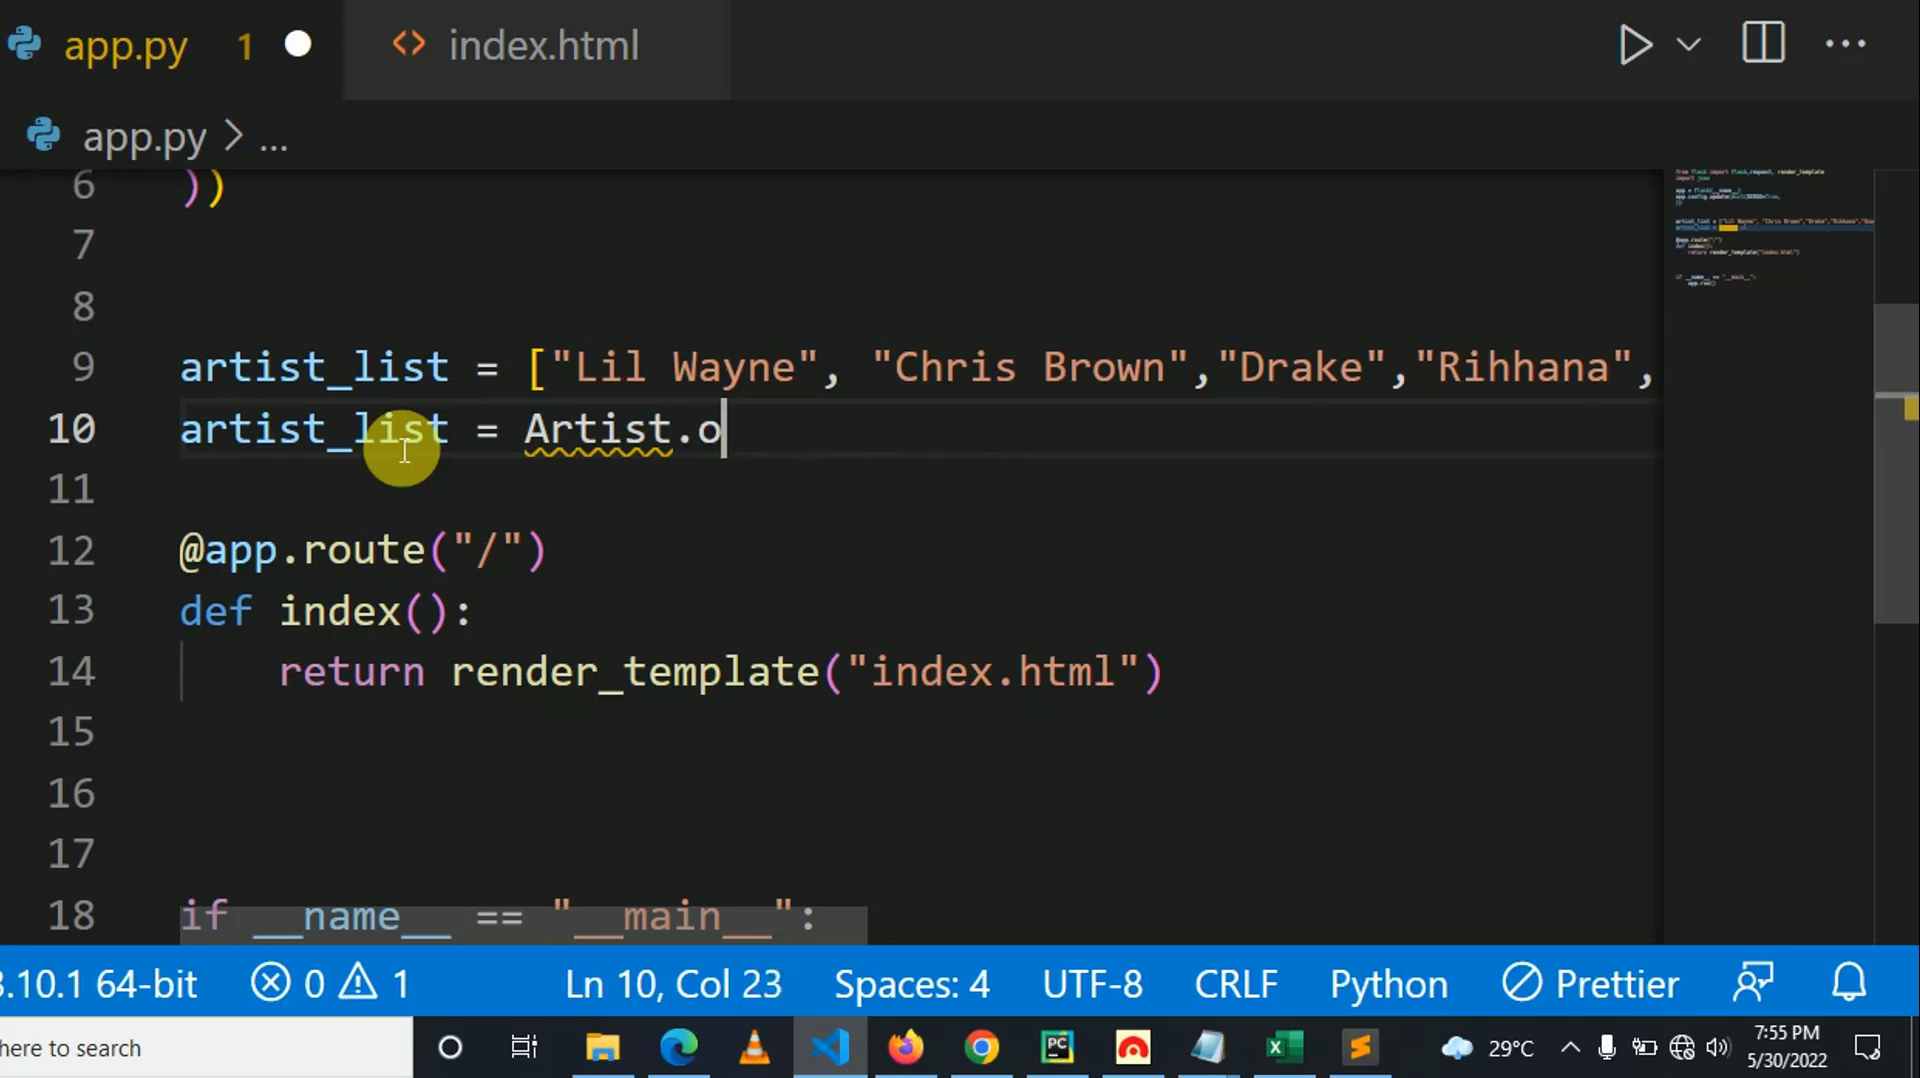 app.py 1 index.html
app.py > ...
6 ))
7
8
9 artist_list = ["Lil Wayne", "Chris Brown","Drake","Rihhana",
10 artist_list = Artist.o
11
12 @app.route("/")
13 def index():
14 return render_template("index.html")
15
16
17
18 if __name__ == "__main__":
3.10.1 64-bit 0 1 Ln 10, Col 23 Spaces: 4 UTF-8 CRLF Python Prettier
here to search 29°C 7:55 PM
5/30/2022